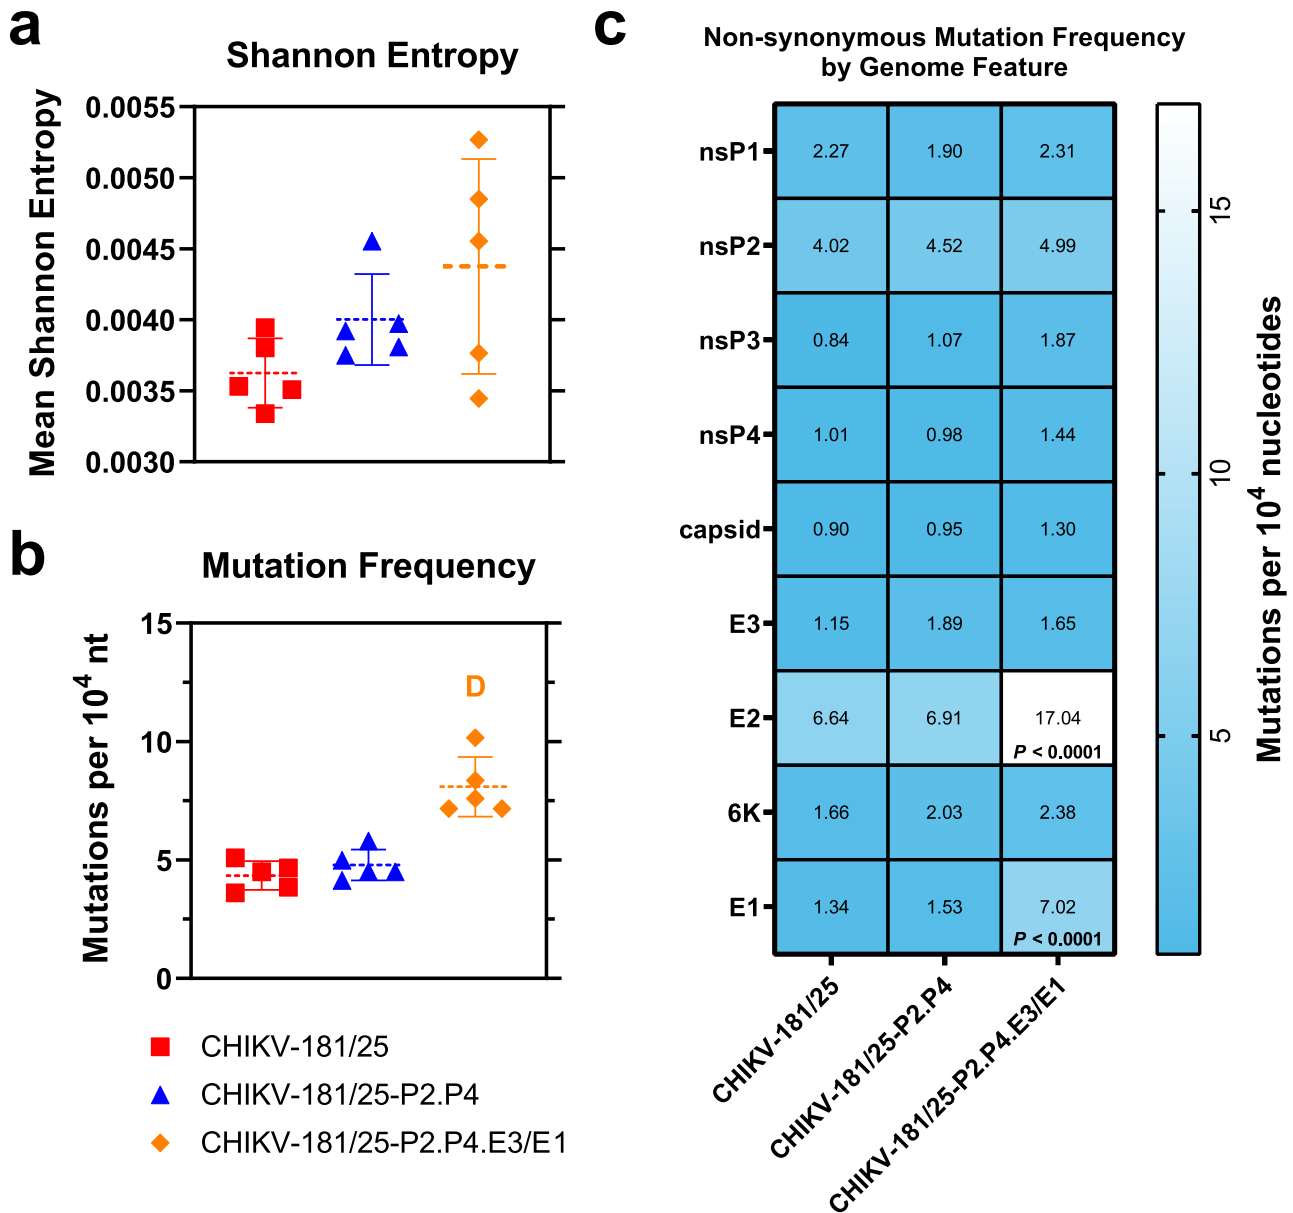 a
Shannon Entropy
Mean Shannon Entropy
0.0055
0.0050
0.0045
0.0040
0.0035
0.0030
b
Mutation Frequency
Mutations per 10⁴ nt
15
10
5
0
D
CHIKV-181/25
CHIKV-181/25-P2.P4
CHIKV-181/25-P2.P4.E3/E1
c
Non-synonymous Mutation Frequency
by Genome Feature
nsP1 2.27 1.90 2.31
nsP2 4.02 4.52 4.99
nsP3 0.84 1.07 1.87
nsP4 1.01 0.98 1.44
capsid 0.90 0.95 1.30
E3 1.15 1.89 1.65
E2 6.64 6.91 17.04
P < 0.0001
6K 1.66 2.03 2.38
E1 1.34 1.53 7.02
P < 0.0001
CHIKV-181/25
CHIKV-181/25-P2.P4
CHIKV-181/25-P2.P4.E3/E1
15
10
5
Mutations per 10⁴ nucleotides